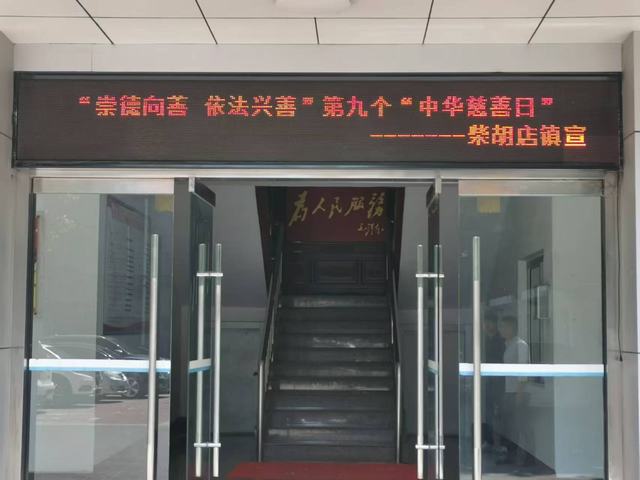 “崇德向善 依法兴善”第九个“中华慈善日”
-------柴胡店镇宣
为人民服务